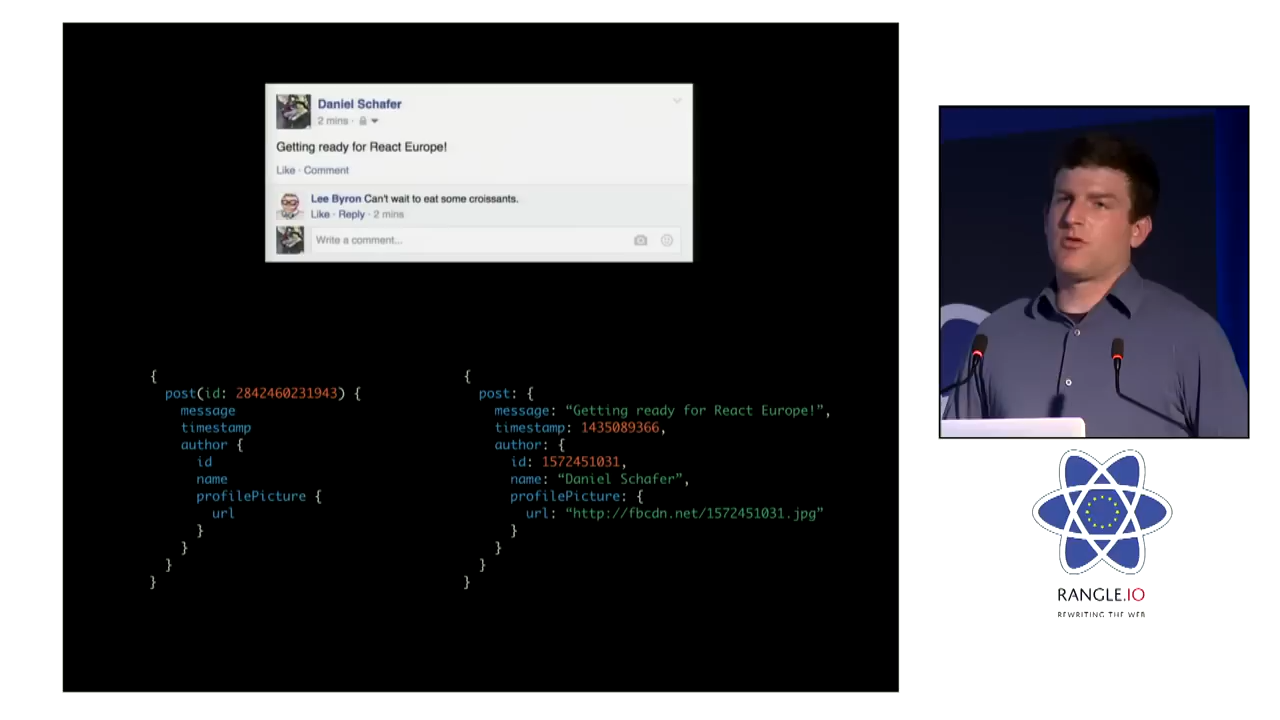 Daniel Schafer
2 mins ·
Getting ready for React Europe!
Like · Comment
Lee Byron Can't wait to eat some croissants.
Like · Reply · 2 mins
Write a comment...
{
  post(id: 2842460231943) {
    message
    timestamp
    author {
      id
      name
      profilePicture {
        url
      }
    }
  }
}
{
  post: {
    message: “Getting ready for React Europe!”,
    timestamp: 1435089366,
    author: {
      id: 1572451031,
      name: “Daniel Schafer”,
      profilePicture: {
        url: “http://fbcdn.net/1572451031.jpg”
      }
    }
  }
}
RANGLE.IO
REWRITING THE WEB